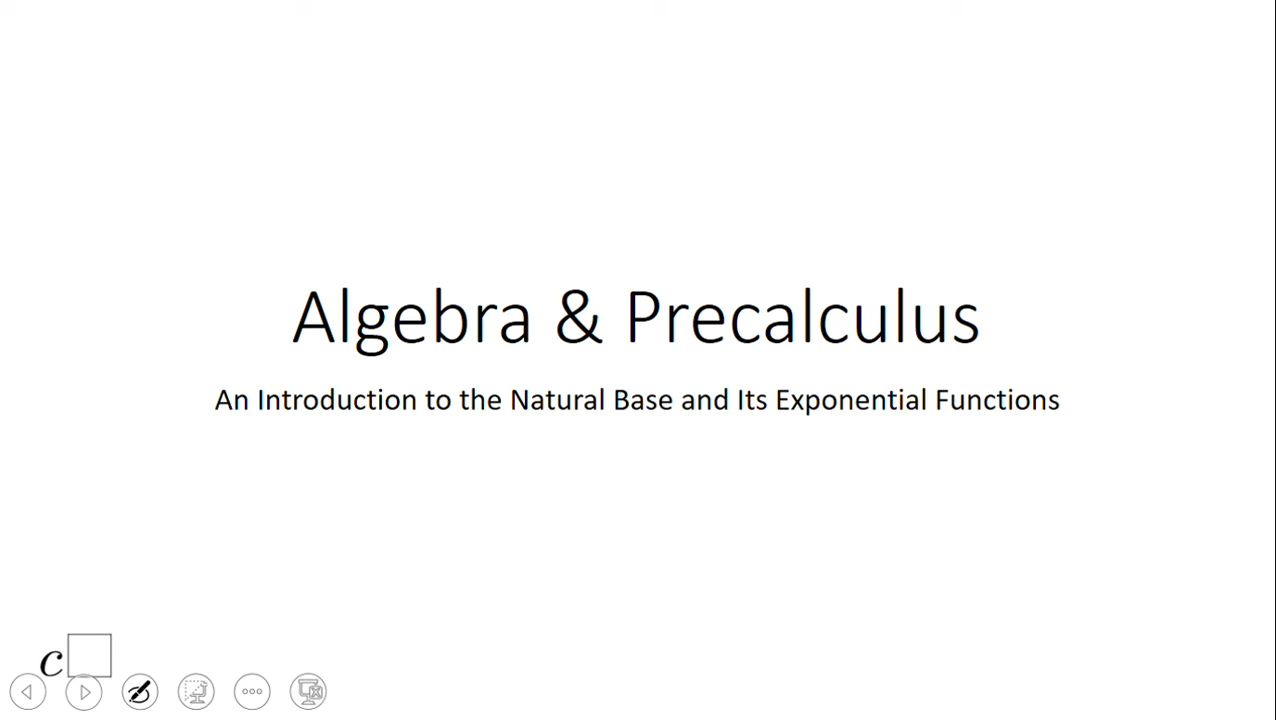 Algebra & Precalculus
An Introduction to the Natural Base and Its Exponential Functions
c